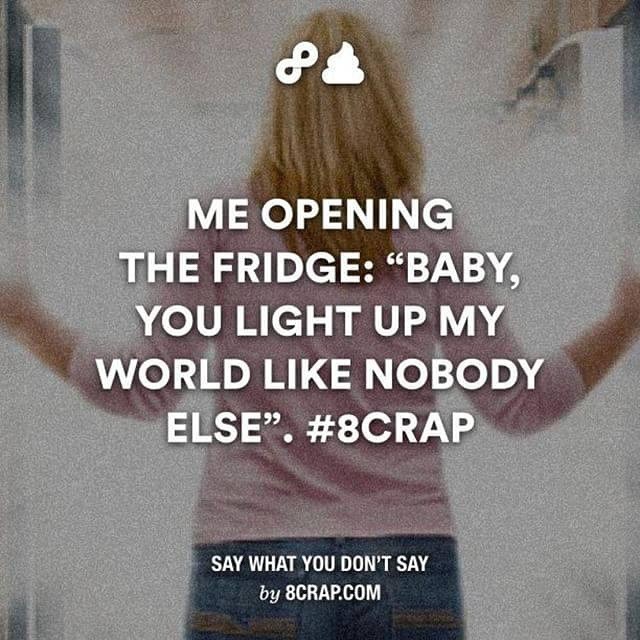 ME OPENING
THE FRIDGE: “BABY,
YOU LIGHT UP MY
WORLD LIKE NOBODY
ELSE”. #8CRAP
SAY WHAT YOU DON’T SAY
by 8CRAP.COM